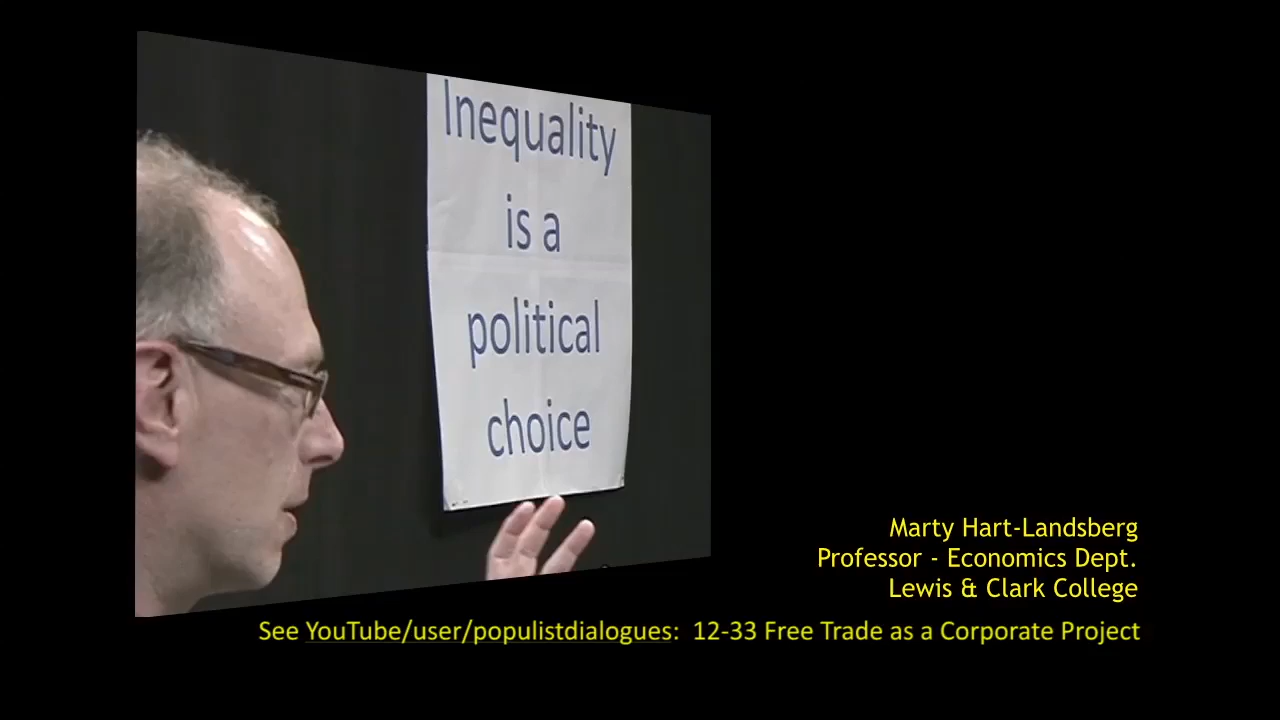 Inequality
is a
political
choice
Marty Hart-Landsberg
Professor - Economics Dept.
Lewis & Clark College
See YouTube/user/populistdialogues:  12-33 Free Trade as a Corporate Project